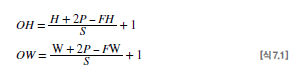 OH = (H + 2P – FH) / S + 1
OW = (W + 2P – FW) / S + 1 [식 7.1]